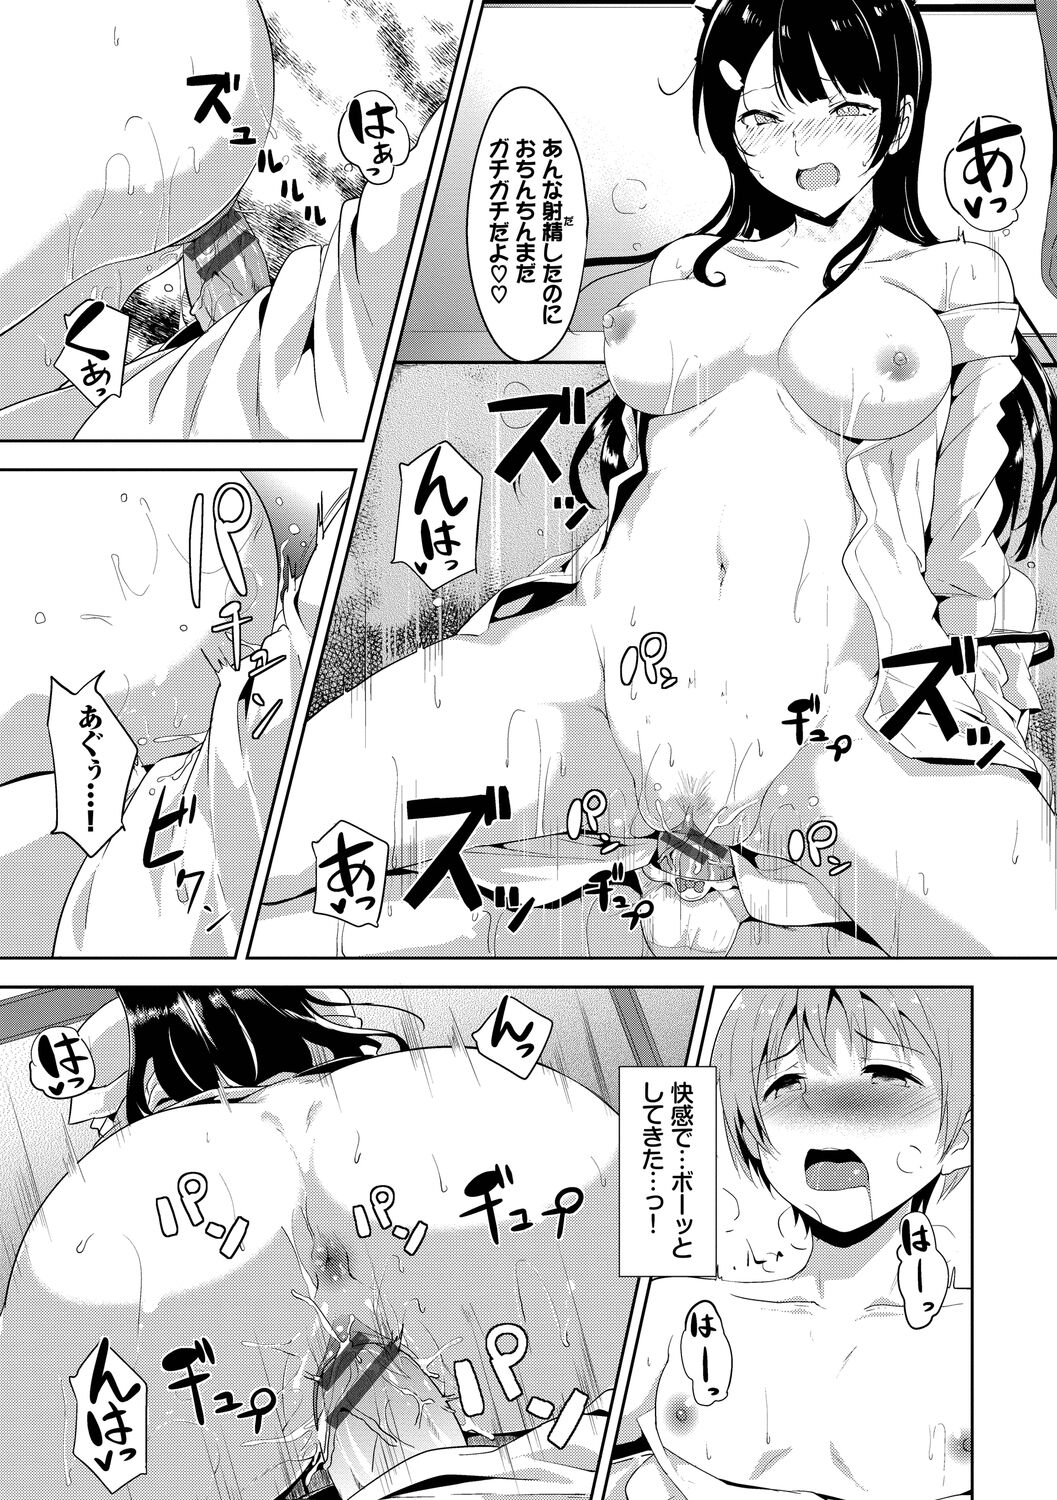 あっ
あんな射精したのに
だ
おちんちんまだ
ガチガチだよ♡♡
ズッ
んはっ
パン
ズッ
ギュプ
パン
パン
ズッ
あっ
ギュプ
ズュルルル
はぁっ
くぁっ
パチュン
あぐぅ…!
ビクン
快感で…ボーッと
してきた…っ!
はーっ
はーっ
んっ
はっ
パン
パン
ギュプ
パン
ギュプ
んはっ